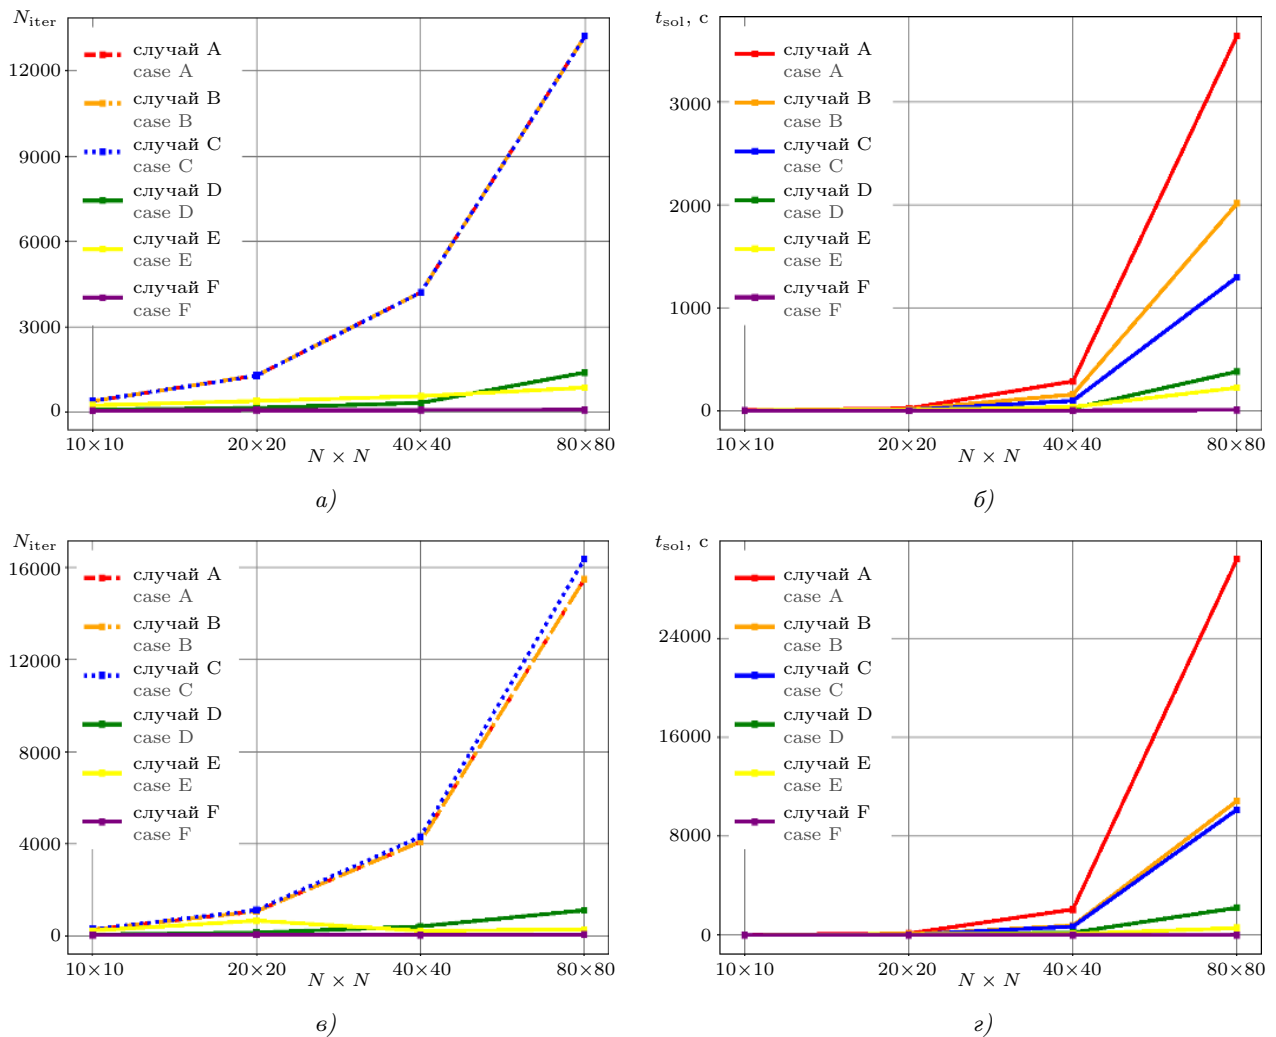 N_iter
12000
9000
6000
3000
0
случай A
case A
случай B
case B
случай C
case C
случай D
case D
случай E
case E
случай F
case F
10×10
20×20
40×40
80×80
N × N
а)
t_sol, с
3000
2000
1000
0
случай A
case A
случай B
case B
случай C
case C
случай D
case D
случай E
case E
случай F
case F
10×10
20×20
40×40
80×80
N × N
б)
N_iter
16000
12000
8000
4000
0
случай A
case A
случай B
case B
случай C
case C
случай D
case D
случай E
case E
случай F
case F
10×10
20×20
40×40
80×80
N × N
в)
t_sol, с
24000
16000
8000
0
случай A
case A
случай B
case B
случай C
case C
случай D
case D
случай E
case E
случай F
case F
10×10
20×20
40×40
80×80
N × N
г)